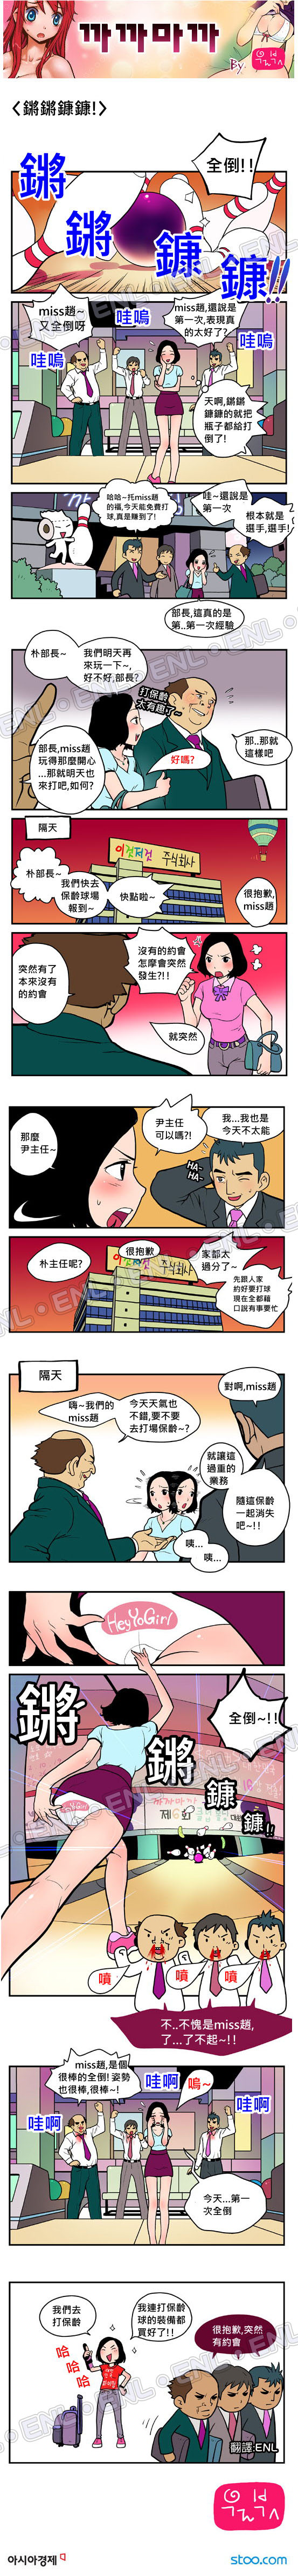 까까마까
By.
〈鏘鏘鏮鏮!〉
全倒!!
鏘
鏘
鏮
鏮!!
miss趙~
又全倒呀
哇嗚
miss趙,還說是
第一次,表現真
的太好了?
哇嗚
哇嗚
天啊,鏘鏘
鏮鏮的就把
瓶子都給打
倒了!
哈哈~托miss趙
的福,今天能免費打
球,真是賺到了!
哇~還說是
第一次
根本就是
選手,選手!
部長,這真的是
第..第一次經驗
朴部長~
我們明天再
來玩一下~,
好不好,部長?
打保齡
太有趣了~
部長,miss趙
玩得那麼開心
...那就明天也
來打吧,如何?
好嗎?
那..那就
這樣吧
隔天
이것저것 주식회사
朴部長~
我們快去
保齡球場
報到~
快點啦~
很抱歉,
miss趙
突然有了
本來沒有
的約會
沒有的約會
怎麼會突然
發生?!!
就突然
那麼
尹主任~
尹主任
可以嗎?!
我...我也是
今天不太能
HA~
HA~
朴主任呢?
很抱歉
이것저것 주식회사
家都太
過分了~
先跟人家
約好要打球
現在全都藉
口說有事要忙
隔天
嗨~我們的
miss趙
今天天氣也
不錯,要不要
去打場保齡~?
對啊,miss趙
就讓這
過重的
業務
隨這保齡
一起消失
吧~!!
咦...
咦...
HeyYoGirl
鏘
鏘
鏮
鏮!!
全倒~!!
까까마까
제6회
噴
噴
噴
不..不愧是miss趙,
了...了不起~!!
miss趙,是個
很棒的全倒! 姿勢
也很棒,很棒~!
哇啊
嗚~
哇啊
哇啊
今天...第一
次全倒
我們去
打保齡
哈
哈
哈
我連打保齡
球的裝備都
買好了!!
很抱歉,突然
有約會
翻譯:ENL
아시아경제
stoo.com
ENL